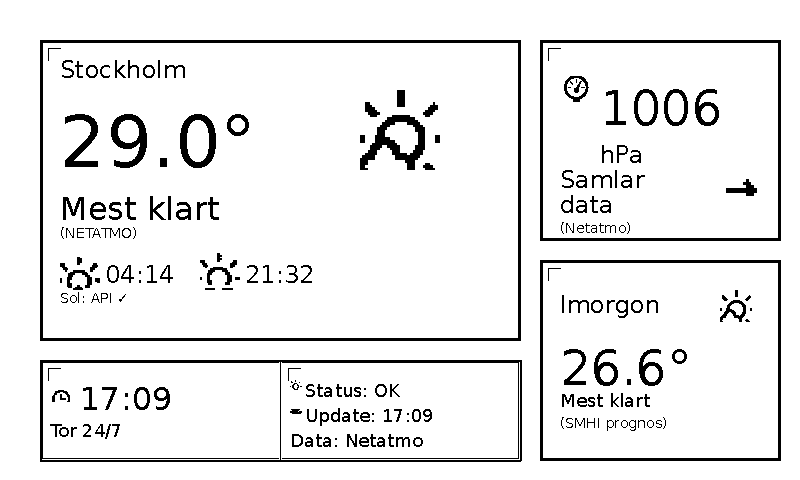 Stockholm
29.0°
Mest klart
(NETATMO)
04:14 21:32
Sol: API ✓
1006
hPa
Samlar
data
(Netatmo)
Imorgon
26.6°
Mest klart
(SMHI prognos)
17:09
Tor 24/7
Status: OK
Update: 17:09
Data: Netatmo